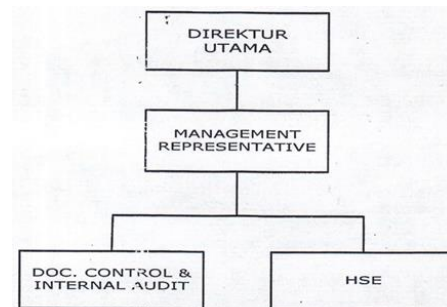 DIREKTUR
UTAMA
MANAGEMENT
REPRESENTATIVE
DOC. CONTROL &
INTERNAL AUDIT
HSE